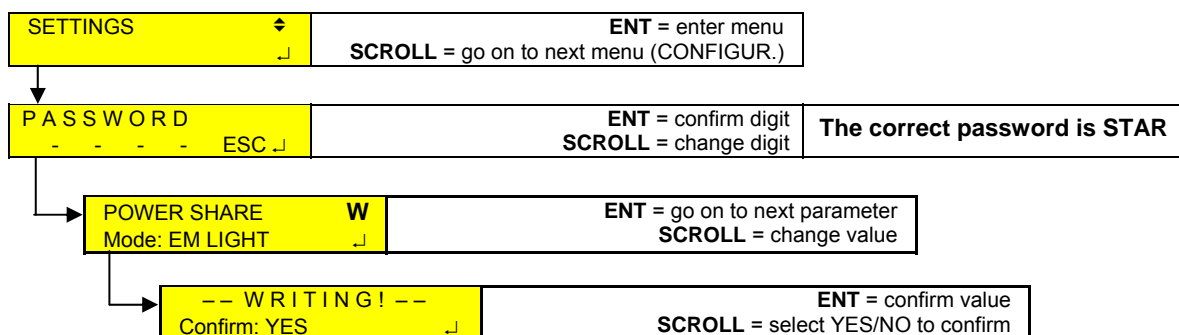 SETTINGS ENT = enter menu
↵ SCROLL = go on to next menu (CONFIGUR.)
P A S S W O R D ENT = confirm digit The correct password is STAR
- - - - ESC ↵ SCROLL = change digit
POWER SHARE W ENT = go on to next parameter
Mode: EM LIGHT ↵ SCROLL = change value
–– W R I T I N G ! –– ENT = confirm value
Confirm: YES ↵ SCROLL = select YES/NO to confirm